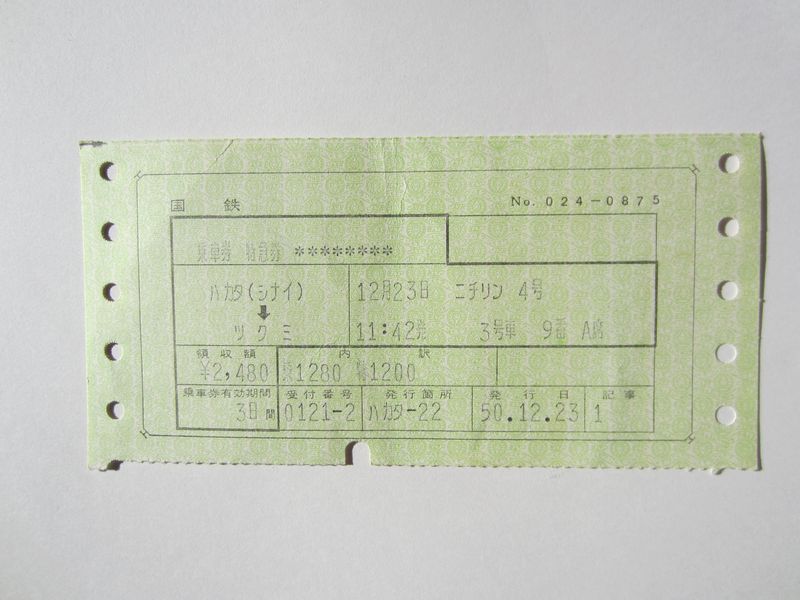 国鉄 No. 024-0875
乗車券 特急券 ********
ハカタ(シナイ) 12月23日 ニチリン 4号
⬇
ツクミ 11:42発 3号車 9番 A席
領収額 内訳
¥2,480 乗1280 特1200
乗車券有効期間 受付番号 発行箇所 発行日 記事
3日間 0121-2 ハカタ-22 50.12.23 1